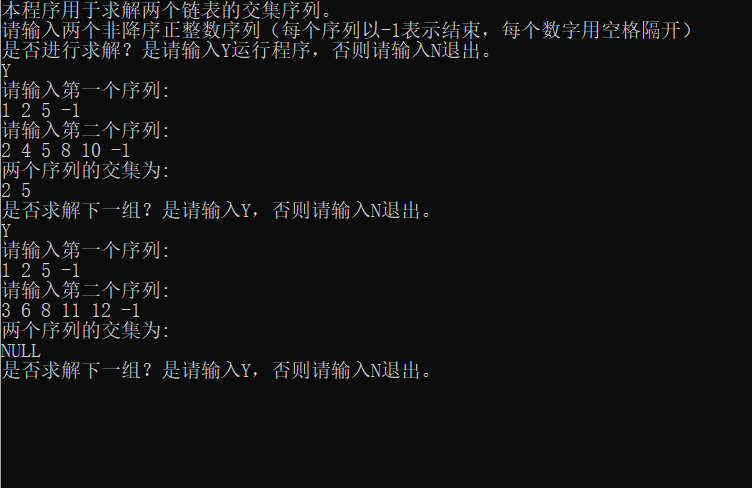 本程序用于求解两个链表的交集序列。
请输入两个非降序正整数序列（每个序列以-1表示结束，每个数字用空格隔开）
是否进行求解？是请输入Y运行程序，否则请输入N退出。
Y
请输入第一个序列:
1 2 5 -1
请输入第二个序列:
2 4 5 8 10 -1
两个序列的交集为:
2 5
是否求解下一组？是请输入Y，否则请输入N退出。
Y
请输入第一个序列:
1 2 5 -1
请输入第二个序列:
3 6 8 11 12 -1
两个序列的交集为:
NULL
是否求解下一组？是请输入Y，否则请输入N退出。